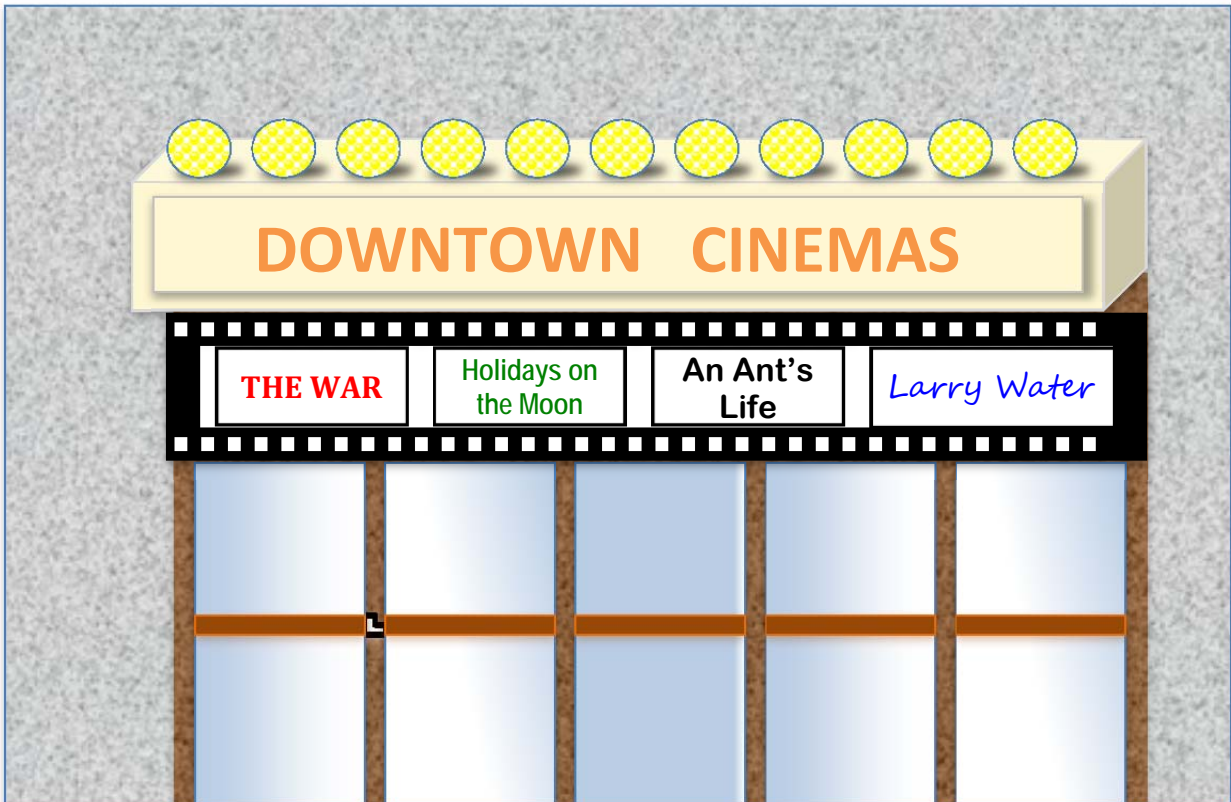 DOWNTOWN CINEMAS
THE WAR
Holidays on
the Moon
An Ant's
Life
Larry Water